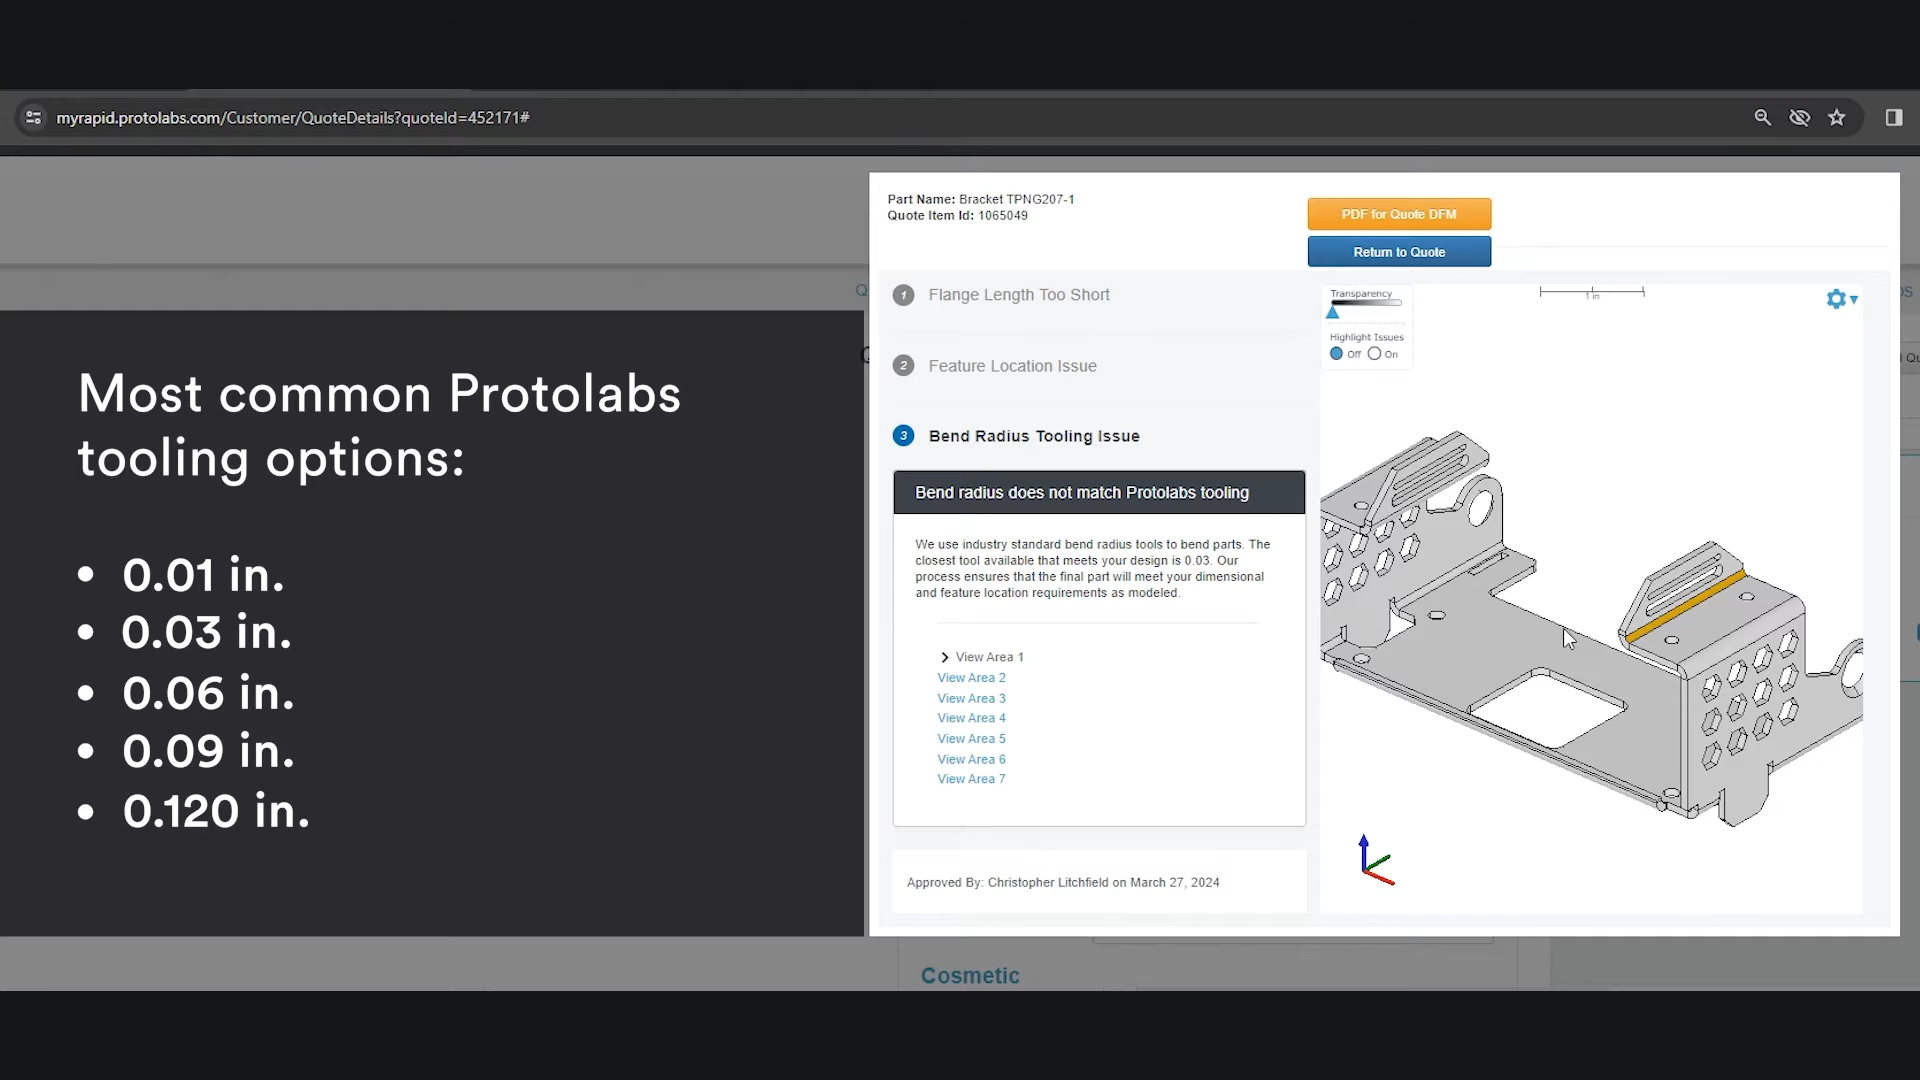 myrapid.protolabs.com/Customer/QuoteDetails?quoteId=452171#
Most common Protolabs
tooling options:
• 0.01 in.
• 0.03 in.
• 0.06 in.
• 0.09 in.
• 0.120 in.
Part Name: Bracket TPNG207-1
Quote Item Id: 1065049
PDF for Quote DFM
Return to Quote
1 Flange Length Too Short
2 Feature Location Issue
3 Bend Radius Tooling Issue
Bend radius does not match Protolabs tooling
We use industry standard bend radius tools to bend parts. The
closest tool available that meets your design is 0.03. Our
process ensures that the final part will meet your dimensional
and feature location requirements as modeled.
View Area 1
View Area 2
View Area 3
View Area 4
View Area 5
View Area 6
View Area 7
Approved By: Christopher Litchfield on March 27, 2024
Transparency
Highlight Issues
Off On
1 in
Cosmetic